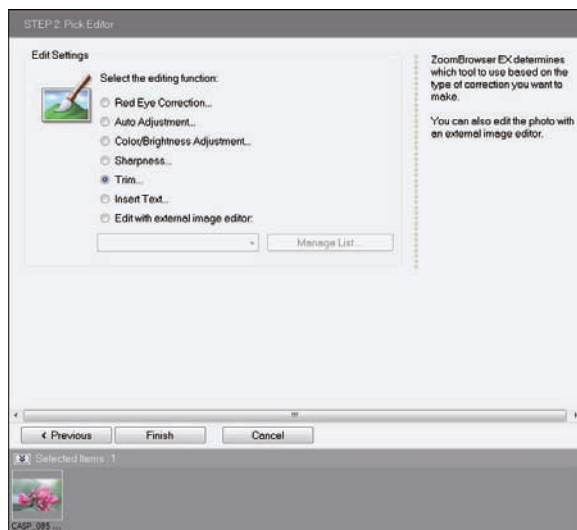 STEP 2: Pick Editor
Edit Settings
Select the editing function:
Red Eye Correction...
Auto Adjustment...
Color/Brightness Adjustment...
Sharpness...
Trim...
Insert Text...
Edit with external image editor:
Manage List...
ZoomBrowser EX determines
which tool to use based on the
type of correction you want to
make.
You can also edit the photo with
an external image editor.
< Previous
Finish
Cancel
Selected Items : 1
CASP_085 ...